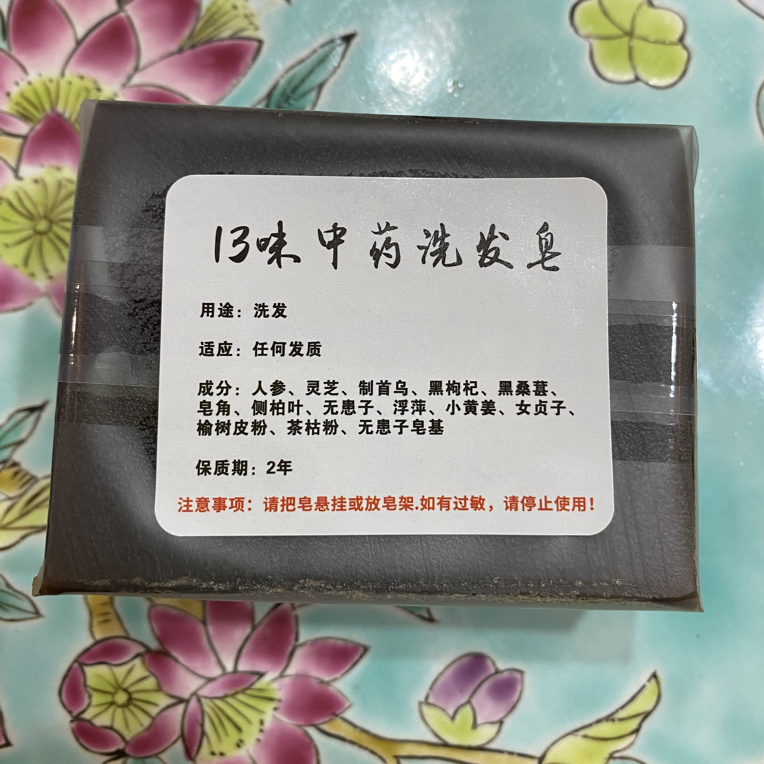 13味中药洗发皂
用途：洗发
适应：任何发质
成分：人参、灵芝、制首乌、黑枸杞、黑桑葚、
皂角、侧柏叶、无患子、浮萍、小黄姜、女贞子、
榆树皮粉、茶枯粉、无患子皂基
保质期：2年
注意事项：请把皂悬挂或放皂架.如有过敏，请停止使用！